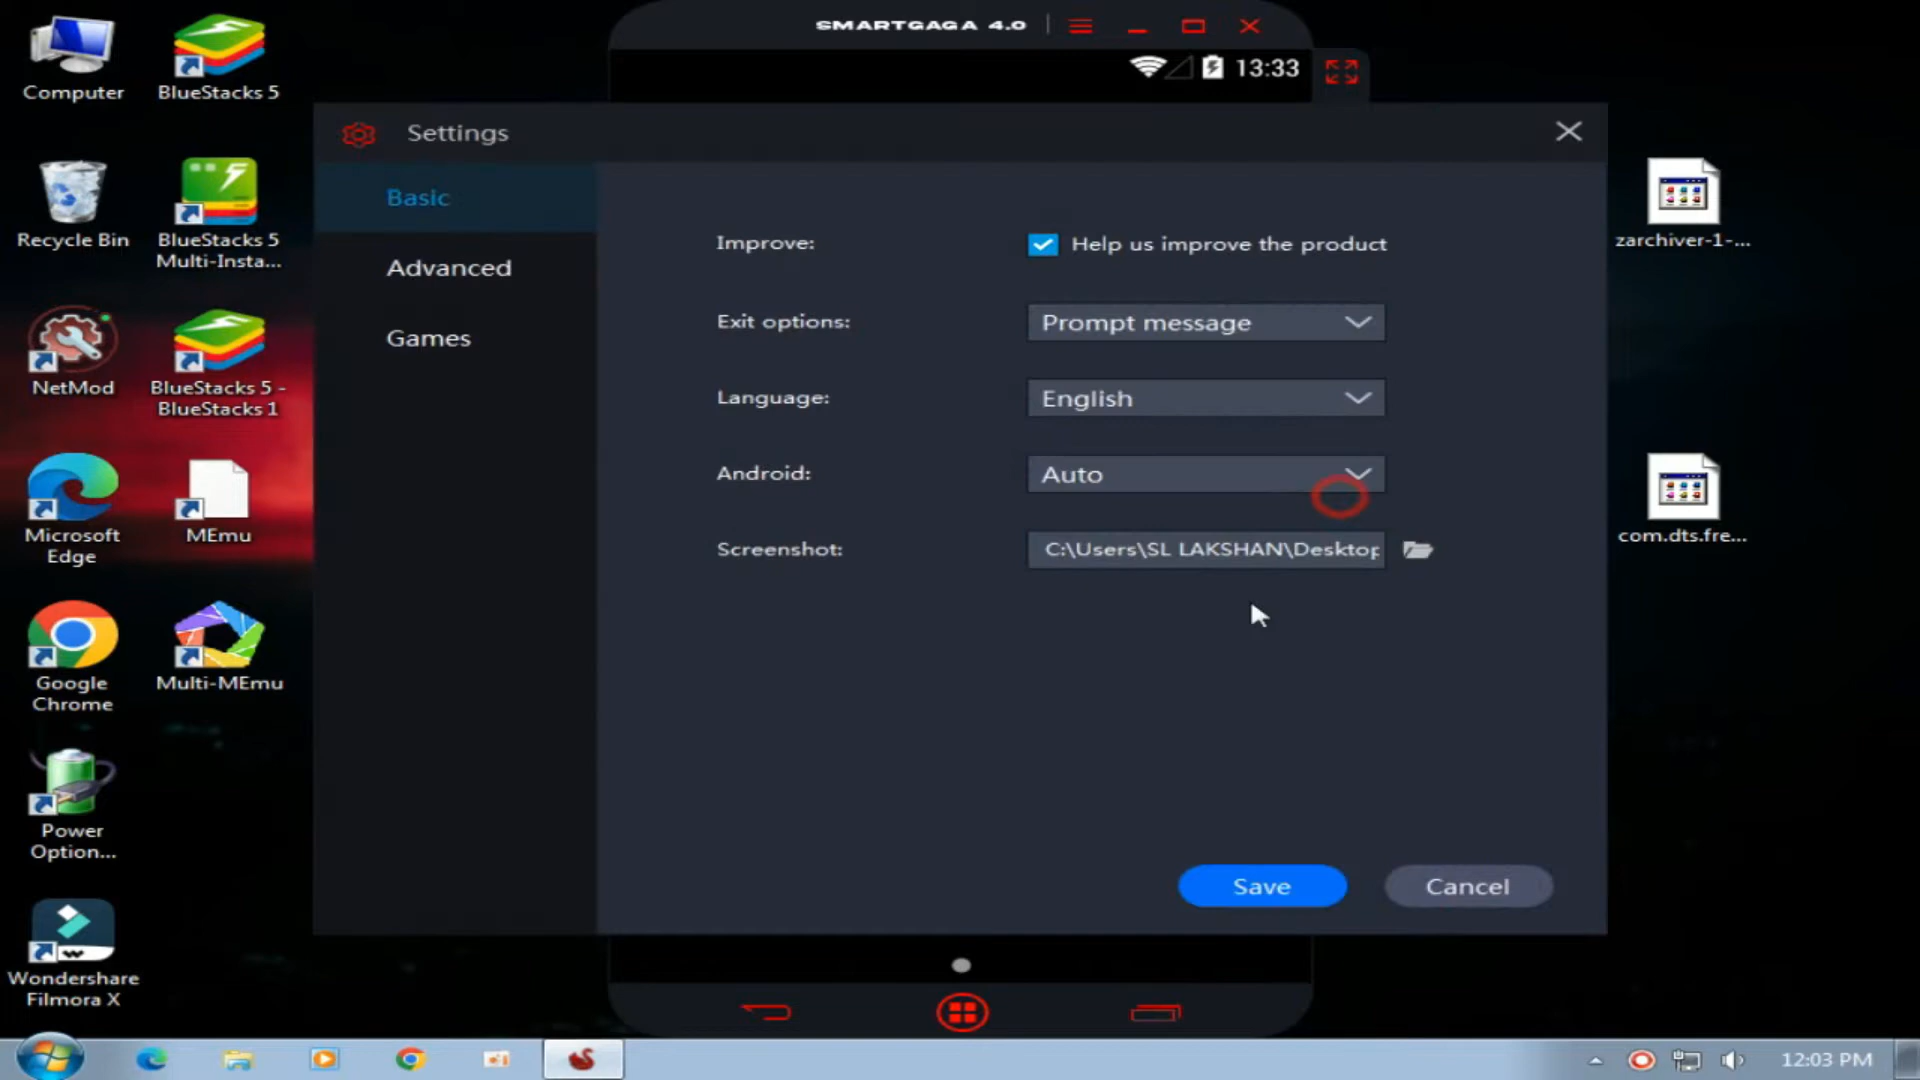 SMARTGAGA 4.0
13:33
Computer
BlueStacks 5
Recycle Bin
BlueStacks 5
Multi-Insta...
NetMod
BlueStacks 5 -
BlueStacks 1
Microsoft
Edge
MEmu
Google
Chrome
Multi-MEmu
Power
Option...
Wondershare
Filmora X
Settings
Basic
Advanced
Games
Improve:
Help us improve the product
Exit options:
Prompt message
Language:
English
Android:
Auto
Screenshot:
C:\Users\SL LAKSHAN\Desktop
Save
Cancel
zarchiver-1-...
com.dts.fre...
12:03 PM